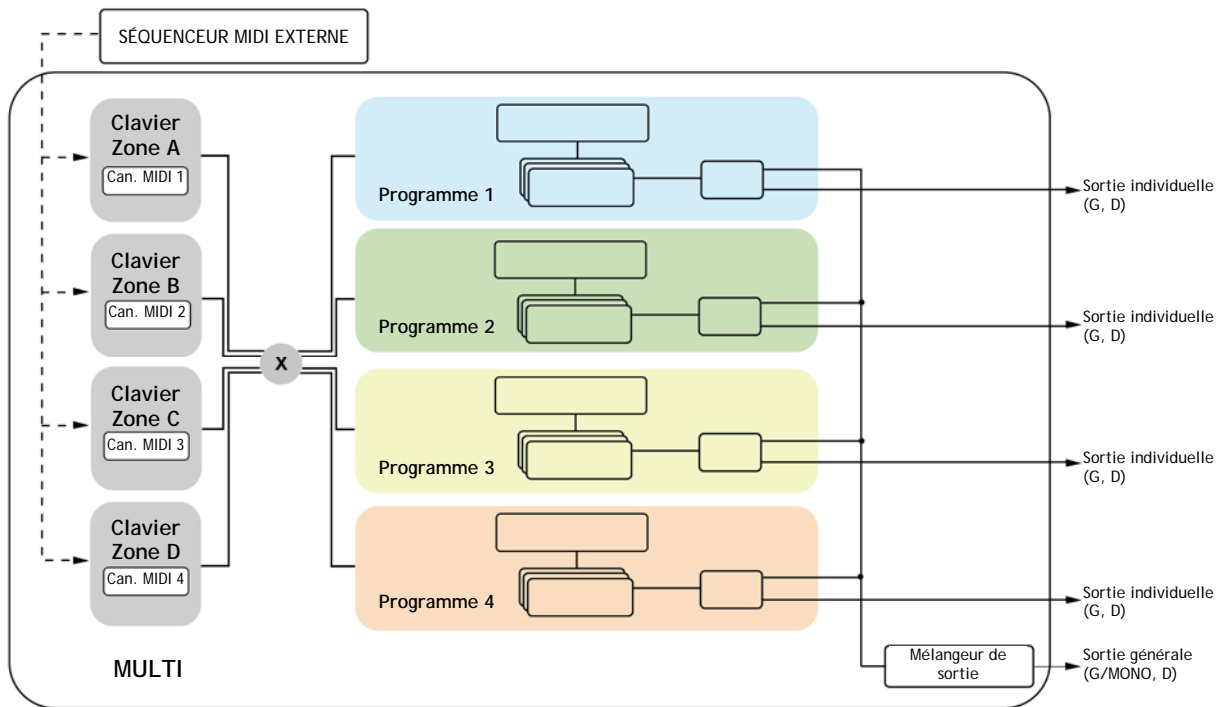 SÉQUENCEUR MIDI EXTERNE
Clavier
Zone A
Can. MIDI 1
Programme 1
Sortie individuelle
(G, D)
Clavier
Zone B
Can. MIDI 2
Programme 2
Sortie individuelle
(G, D)
X
Clavier
Zone C
Can. MIDI 3
Programme 3
Sortie individuelle
(G, D)
Clavier
Zone D
Can. MIDI 4
Programme 4
Sortie individuelle
(G, D)
MULTI
Mélangeur de
sortie
Sortie générale
(G/MONO, D)